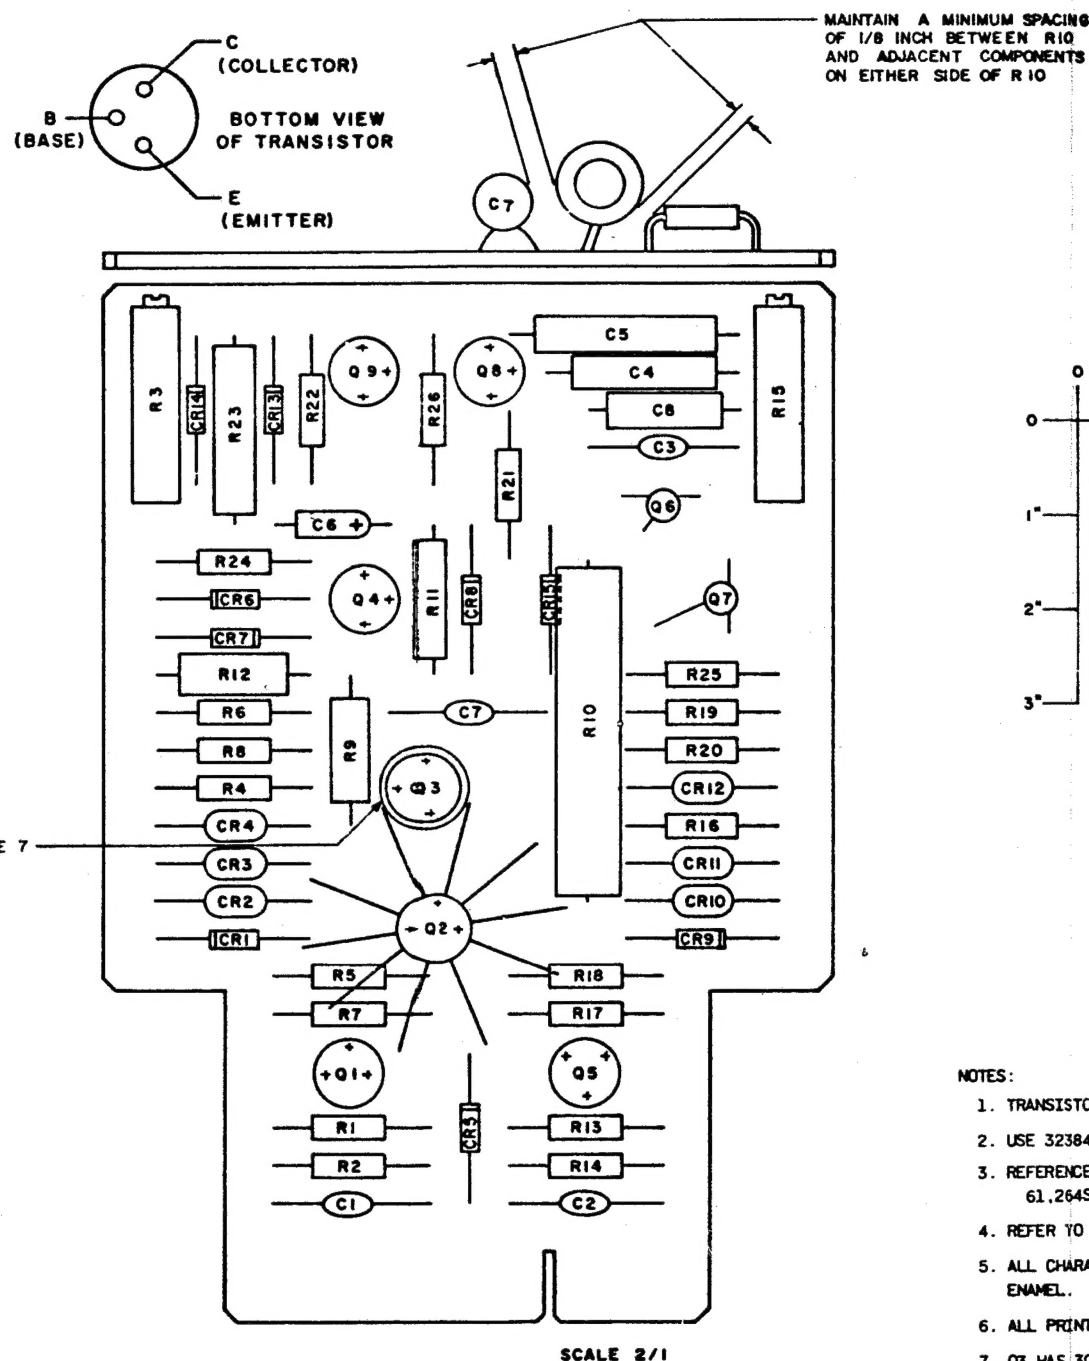 MAINTAIN A MINIMUM SPACING
OF 1/8 INCH BETWEEN R10
AND ADJACENT COMPONENTS
ON EITHER SIDE OF R10
C
(COLLECTOR)
B
(BASE)
BOTTOM VIEW
OF TRANSISTOR
E
(EMITTER)
C7
R3
CR14
R23
CR13
R22
Q9
R26
Q8
C5
C4
C8
C3
R15
R21
Q6
C6
R24
CR6
CR7
R12
R6
R8
R4
CR4
CR3
CR2
CR1
Q4
R11
CR8
CR15
R10
Q7
R9
C7
Q3
R25
R19
R20
CR12
R16
CR11
CR10
CR9
E 7
Q2
R5
R18
R7
R17
Q1
Q5
CR5
R1
R13
R2
R14
C1
C2
SCALE 2/1
0
0
1"
2"
3"
NOTES:
1. TRANSISTO
2. USE 32384
3. REFERENCE
61,264S
4. REFER TO
5. ALL CHARA
ENAMEL.
6. ALL PRINT
7. Q3 HAS 30